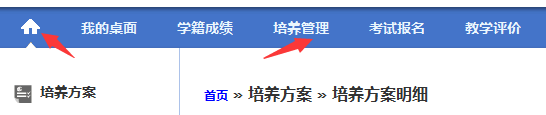 我的桌面 学籍成绩 培养管理 考试报名 教学评价
培养方案
首页 » 培养方案 » 培养方案明细